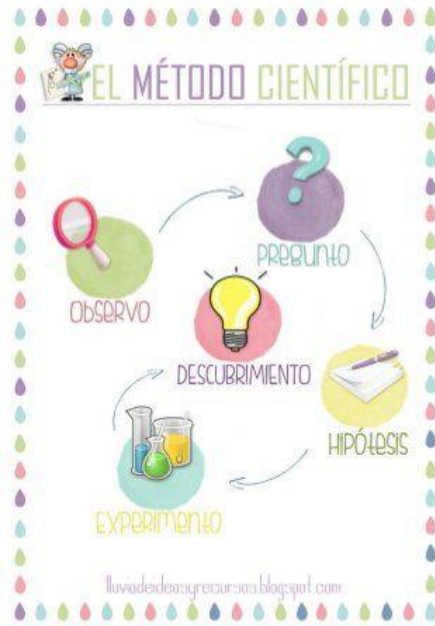 EL MÉTODO CIENTÍFICO
PREGUNTO
OBSERVO
DESCUBRIMIENTO
HIPÓTESIS
EXPERIMENTO
lluviadeideasyrecursos.blogspot.com